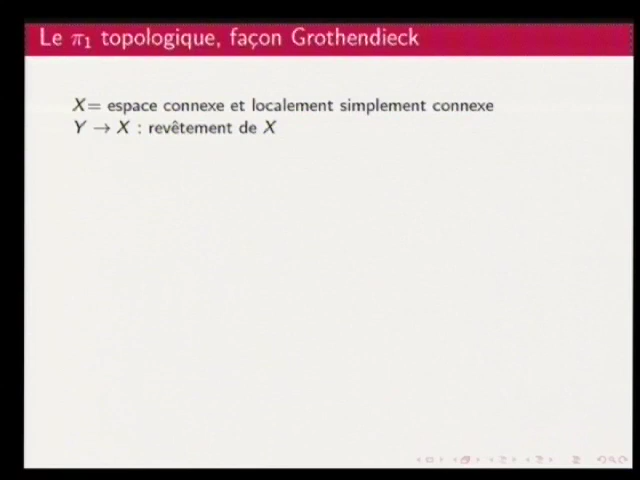 Le π₁ topologique, façon Grothendieck
X= espace connexe et localement simplement connexe
Y → X : revêtement de X